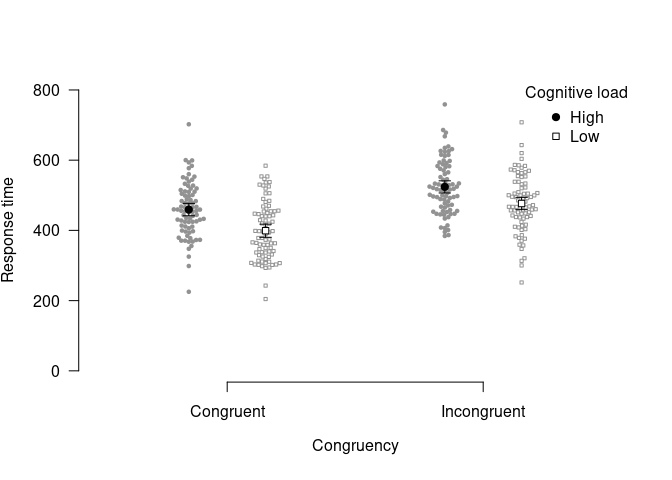 800
600
400
200
0
Response time
Cognitive load
High
Low
Congruent
Incongruent
Congruency